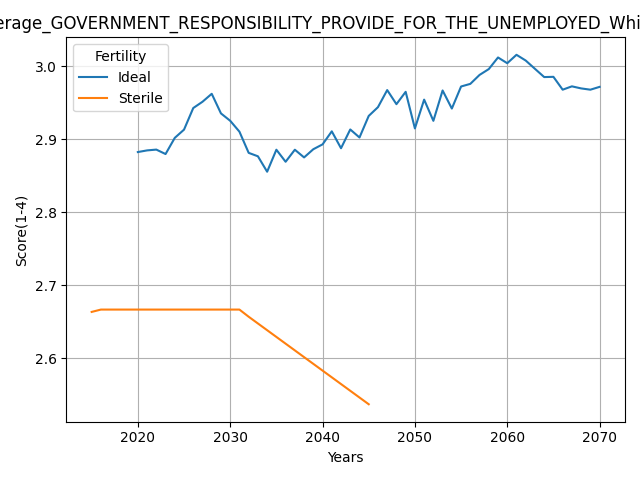 erage_GOVERNMENT_RESPONSIBILITY_PROVIDE_FOR_THE_UNEMPLOYED_Whi
Fertility
Ideal
Sterile
Score(1-4)
3.0
2.9
2.8
2.7
2.6
2020 2030 2040 2050 2060 2070
Years